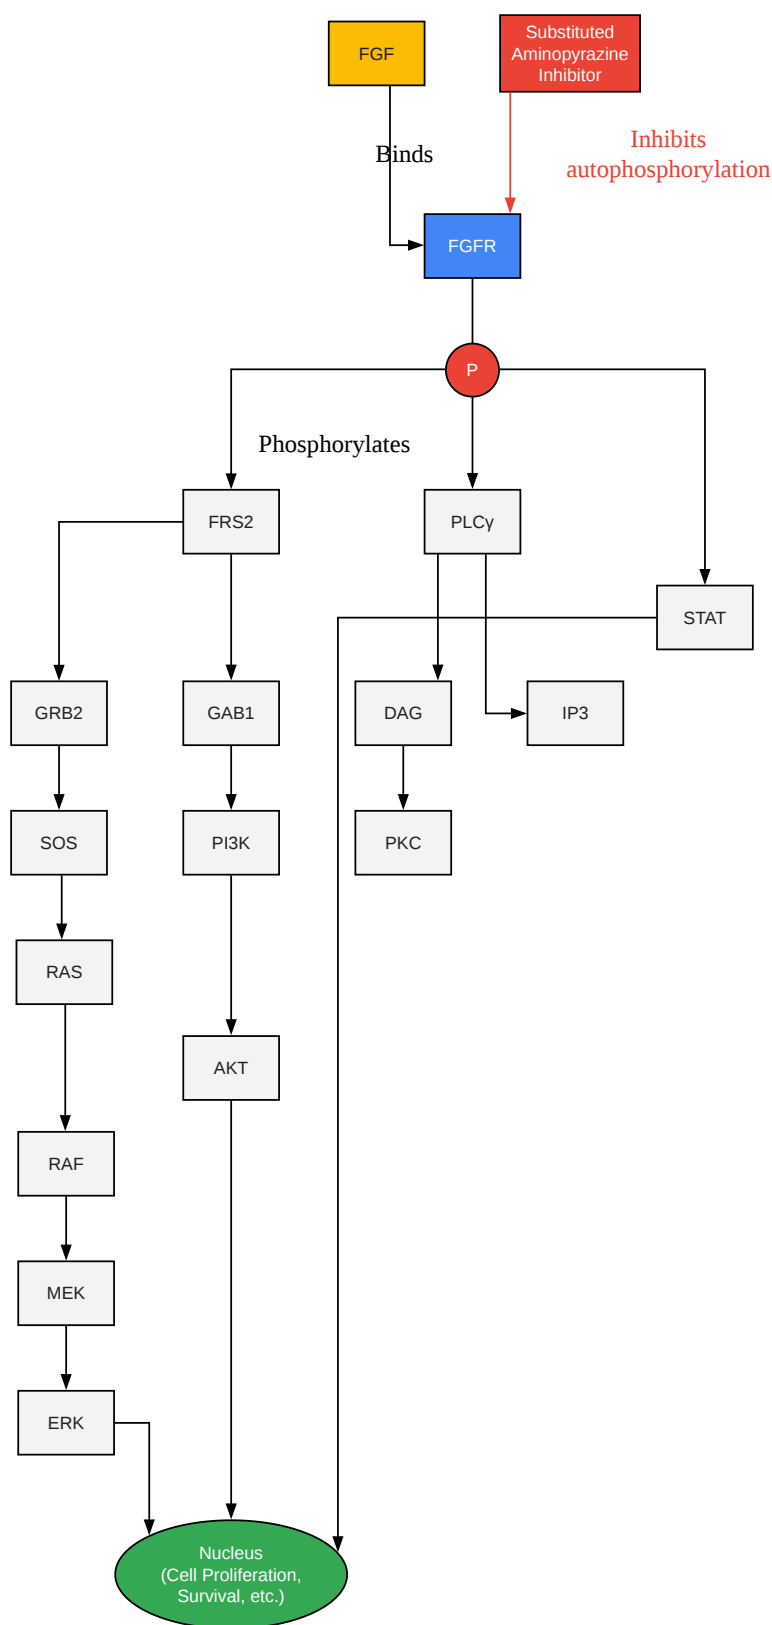 FGF
Substituted
Aminopyrazine
Inhibitor
Binds
Inhibits
autophosphorylation
FGFR
P
Phosphorylates
FRS2
PLCγ
STAT
GRB2
GAB1
DAG
IP3
SOS
PI3K
PKC
RAS
AKT
RAF
MEK
ERK
Nucleus
(Cell Proliferation,
Survival, etc.)